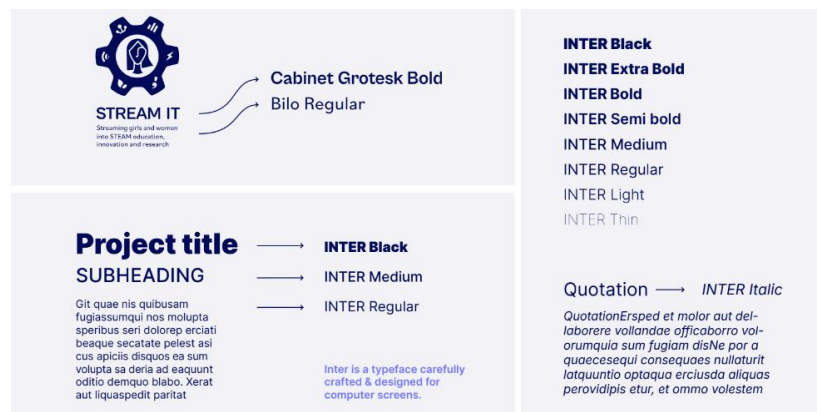 STREAM IT
Streaming girls and women
into STEAM education,
innovation and research
Cabinet Grotesk Bold
Bilo Regular
Project title
SUBHEADING
Git quae nis quibusam
fugiassumqui nos molupta
speribus seri dolorep erciati
beaque secatate pelest asi
cus apiciis disquos ea sum
volupta sa deria ad eaquunt
oditio demquo blabo. Xerat
aut liquaspedit paritat
INTER Black
INTER Medium
INTER Regular
Inter is a typeface carefully
crafted & designed for
computer screens.
INTER Black
INTER Extra Bold
INTER Bold
INTER Semi bold
INTER Medium
INTER Regular
INTER Light
INTER Thin
Quotation
INTER Italic
QuotationErsped et molor aut del-
laborere vollandae officaborro vol-
orumquia sum fugiam disNe por a
quaecesequi consequaes nullaturit
latquuntio optaqua erciusda aliquas
perovidipis etur, et ommo volestem